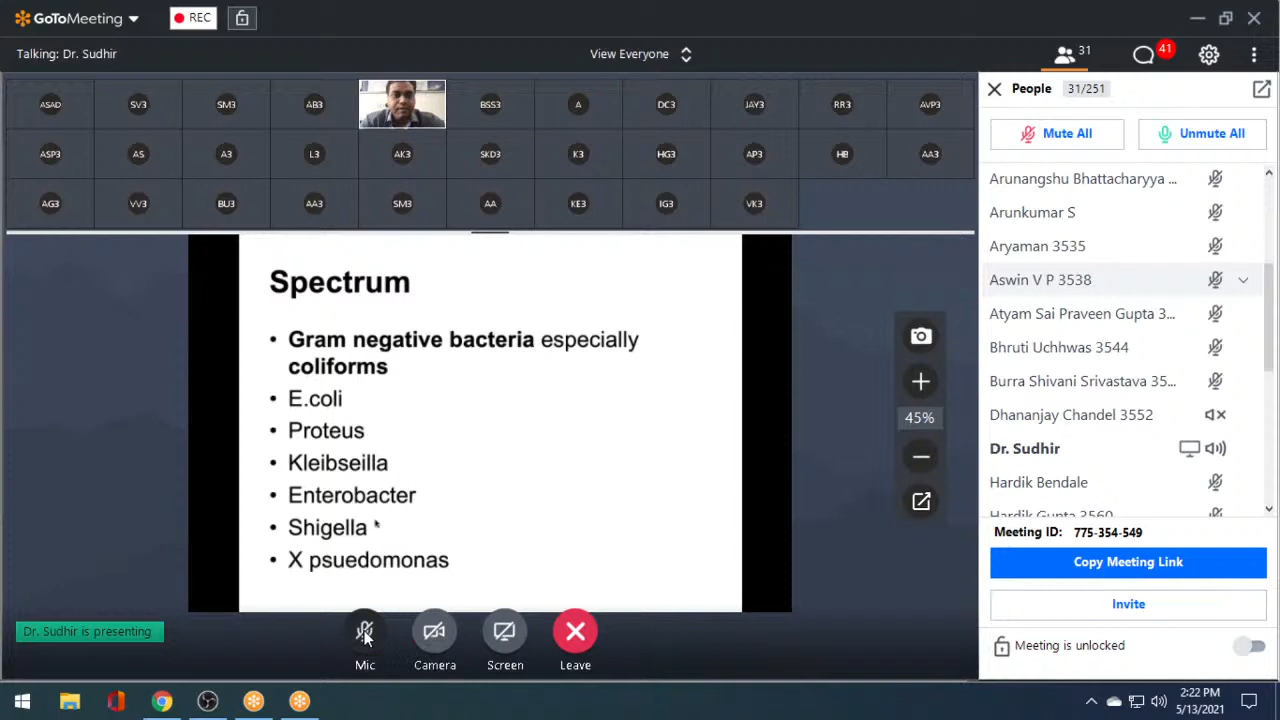 GoToMeeting
REC
Talking: Dr. Sudhir
View Everyone
31
41
ASAD SV3 SM3 AB3 BSS3 A DC3 JAY3 RR3 AVP3
ASP3 AS A3 L3 AK3 SKD3 K3 HG3 AP3 HB AA3
AG3 VV3 BU3 AA3 SM3 AA KE3 IG3 VK3
Spectrum
• Gram negative bacteria especially
coliforms
• E.coli
• Proteus
• Kleibseilla
• Enterobacter
• Shigella
• X psuedomonas
45%
Dr. Sudhir is presenting
Mic Camera Screen Leave
People 31/251
Mute All Unmute All
Arunangshu Bhattacharyya ...
Arunkumar S
Aryaman 3535
Aswin V P 3538
Atyam Sai Praveen Gupta 3...
Bhruti Uchhwas 3544
Burra Shivani Srivastava 35...
Dhananjay Chandel 3552
Dr. Sudhir
Hardik Bendale
Hardik Gupta 3560
Meeting ID: 775-354-549
Copy Meeting Link
Invite
Meeting is unlocked
2:22 PM
5/13/2021